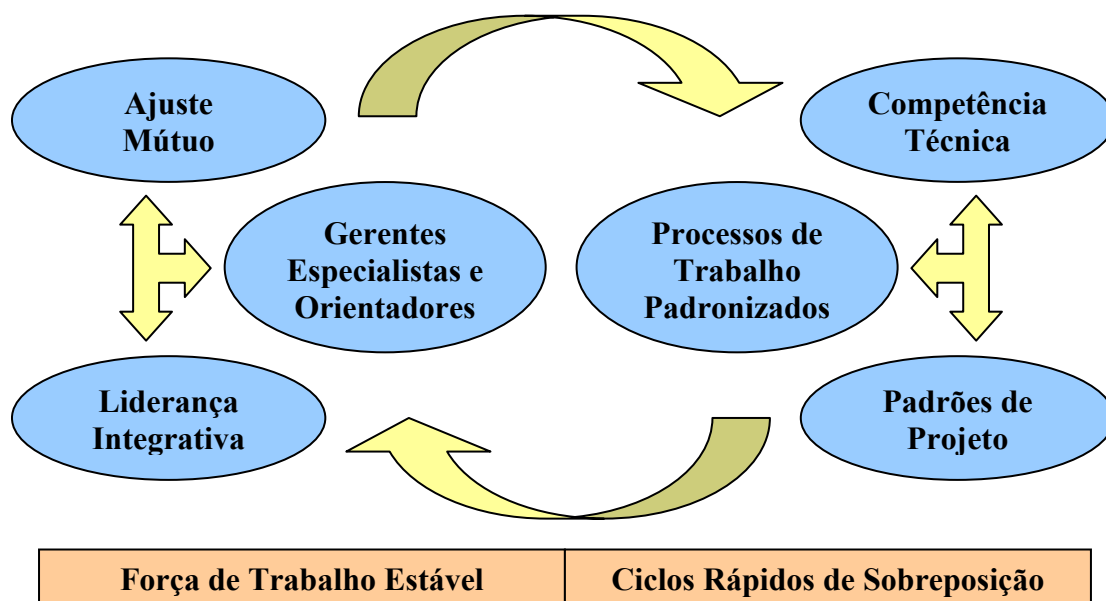 Ajuste
Mútuo
Competência
Técnica
Gerentes
Especialistas e
Orientadores
Processos de
Trabalho
Padronizados
Liderança
Integrativa
Padrões de
Projeto
Força de Trabalho Estável
Ciclos Rápidos de Sobreposição